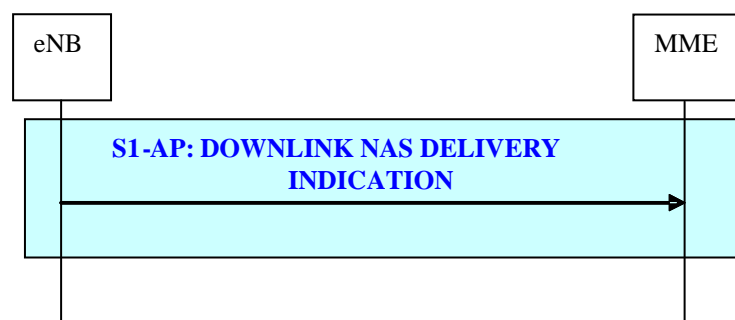 eNB
MME
S1-AP: DOWNLINK NAS DELIVERY
INDICATION